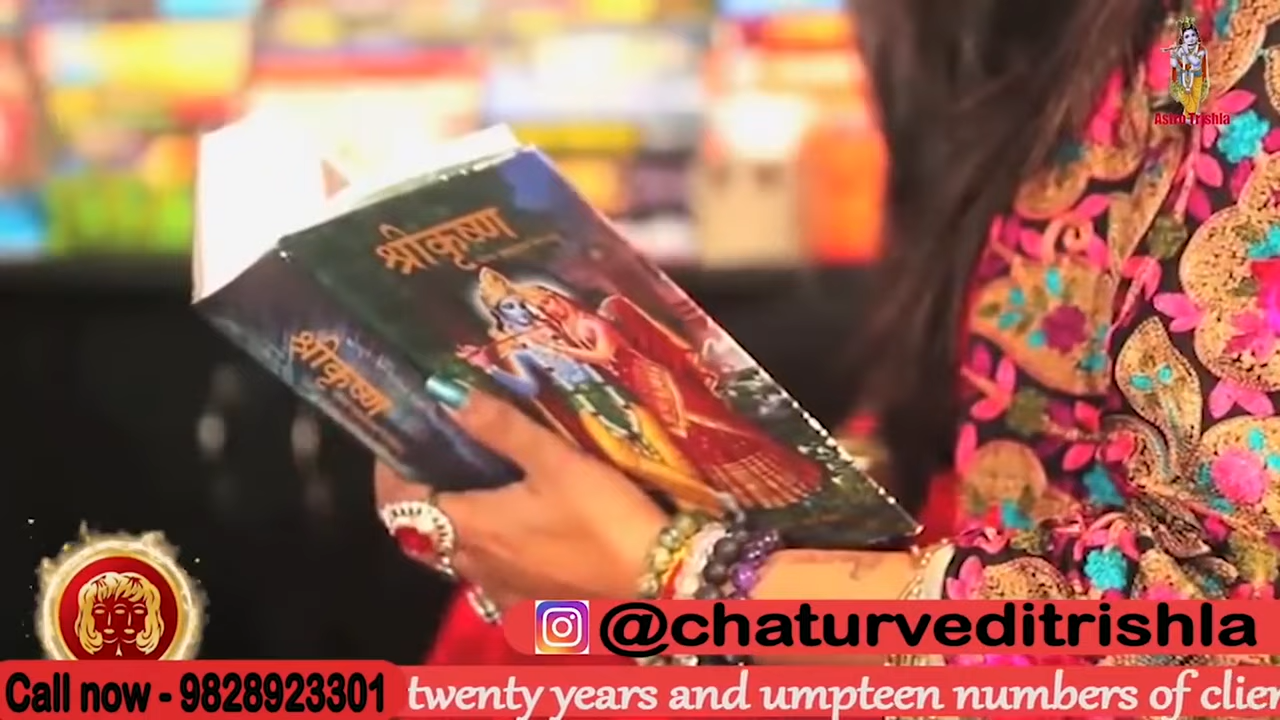 Astro Trishla
श्रीकृष्ण
श्रीकृष्ण
@chaturveditrishla
Call now - 9828923301
twenty years and umpteen numbers of clien